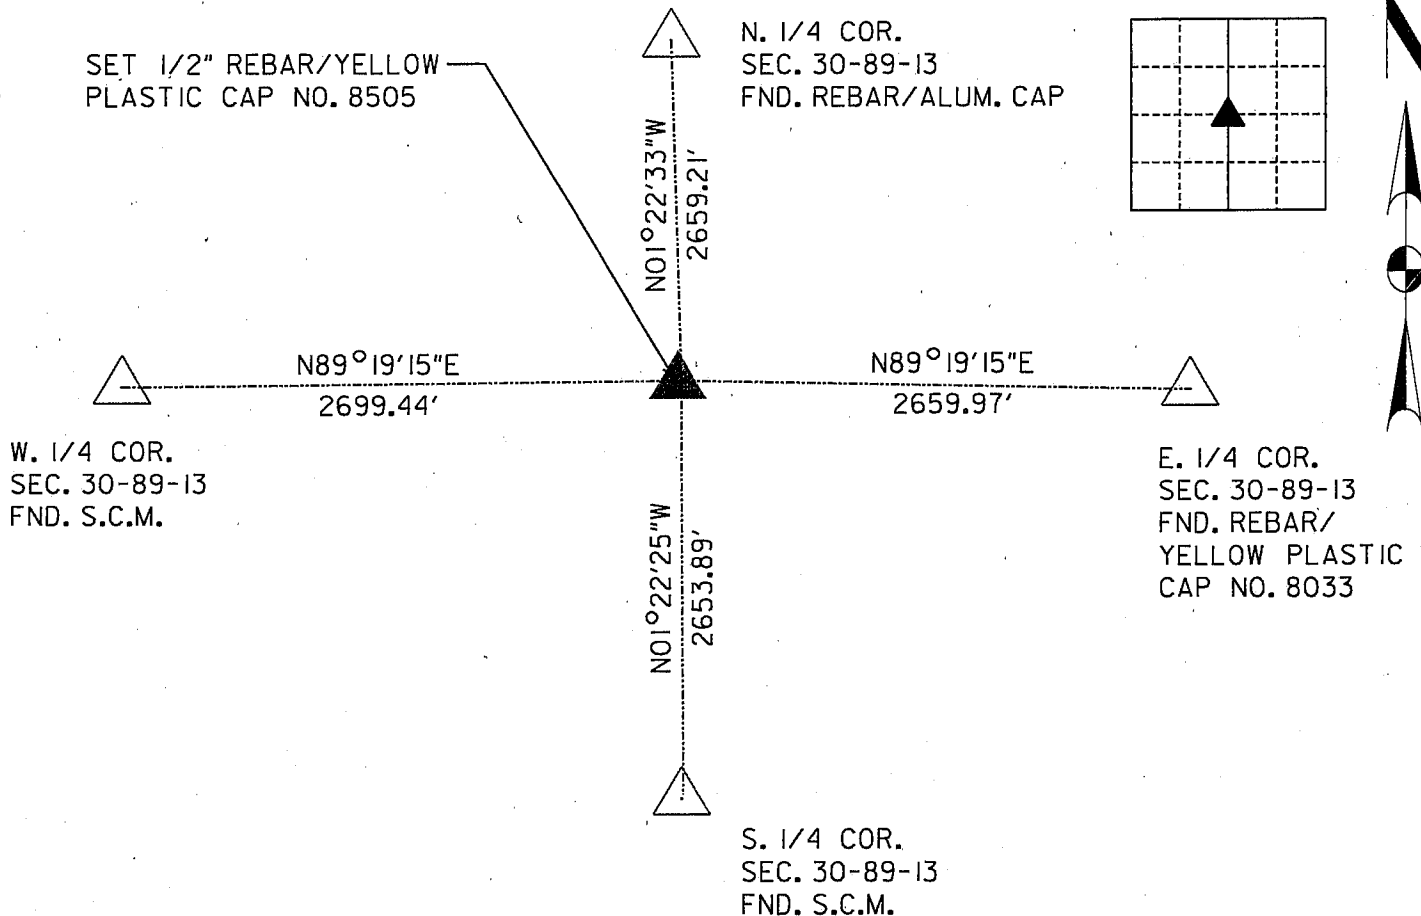 SET 1/2" REBAR/YELLOW
PLASTIC CAP NO. 8505
N. 1/4 COR.
SEC. 30-89-13
FND. REBAR/ALUM. CAP
N01°22'33"W
2659.21'
N89°19'15"E
2699.44'
N89°19'15"E
2659.97'
W. 1/4 COR.
SEC. 30-89-13
FND. S.C.M.
E. 1/4 COR.
SEC. 30-89-13
FND. REBAR/
YELLOW PLASTIC
CAP NO. 8033
N01°22'25"W
2653.89'
S. 1/4 COR.
SEC. 30-89-13
FND. S.C.M.